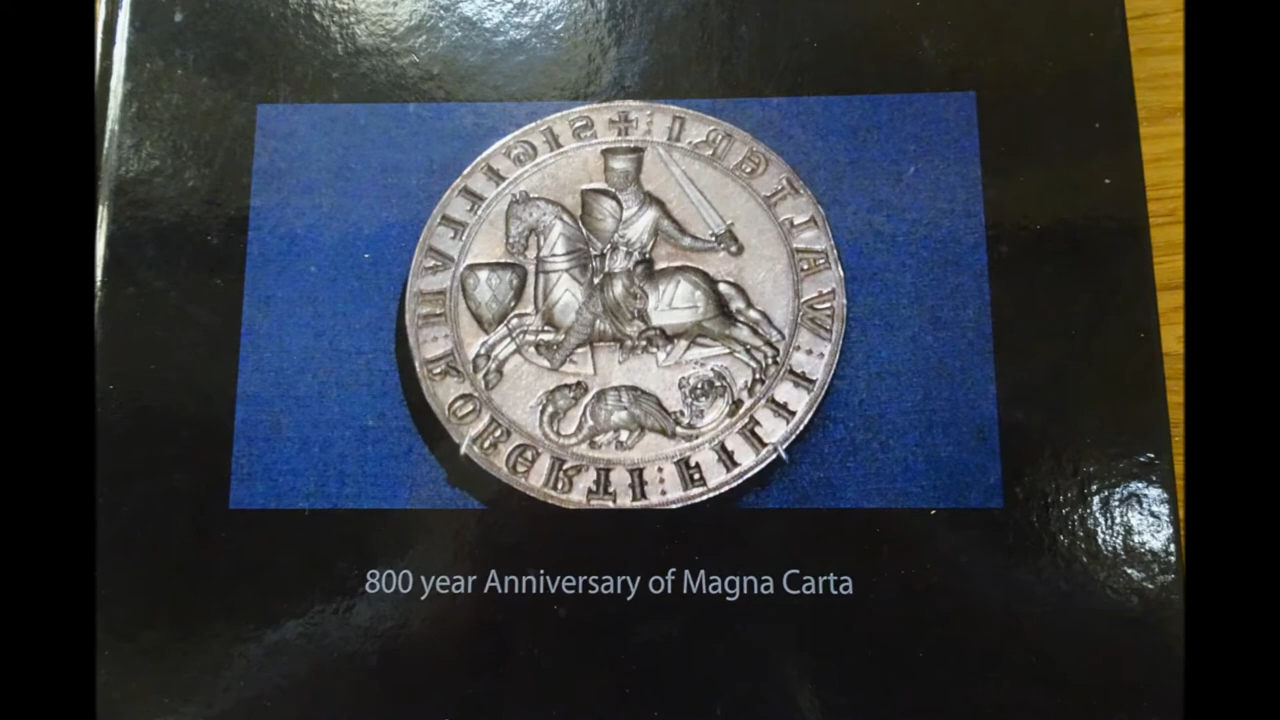 + SIGILLVM : ROBERTI : FILII : WALTERI :
800 year Anniversary of Magna Carta